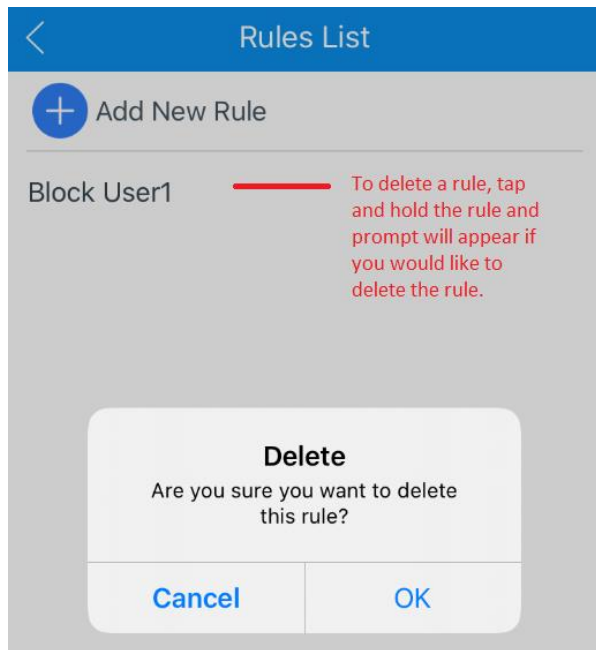 Rules List
Add New Rule
Block User1
To delete a rule, tap
and hold the rule and
prompt will appear if
you would like to
delete the rule.
Delete
Are you sure you want to delete
this rule?
Cancel
OK